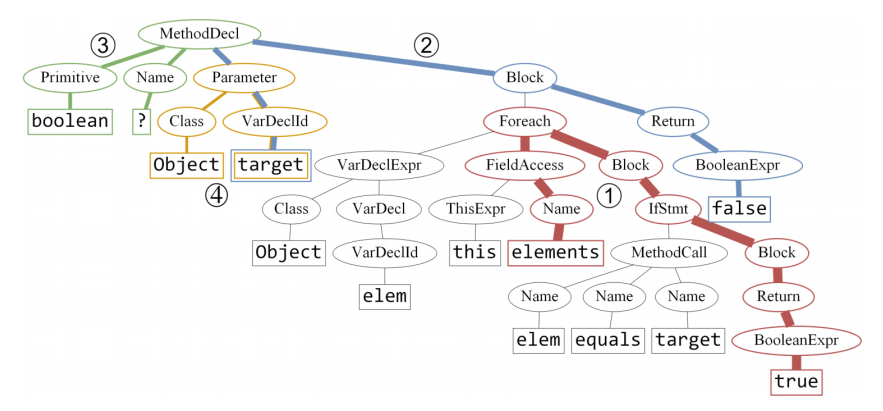 MethodDecl
③ ②
Primitive Name Parameter Block
boolean ? Class VarDeclId Foreach Return
Object target VarDeclExpr FieldAccess Block BooleanExpr
④ ①
Class VarDecl ThisExpr Name IfStmt false
Object VarDeclId this elements MethodCall Block
elem Name Name Name Return
elem equals target BooleanExpr
true